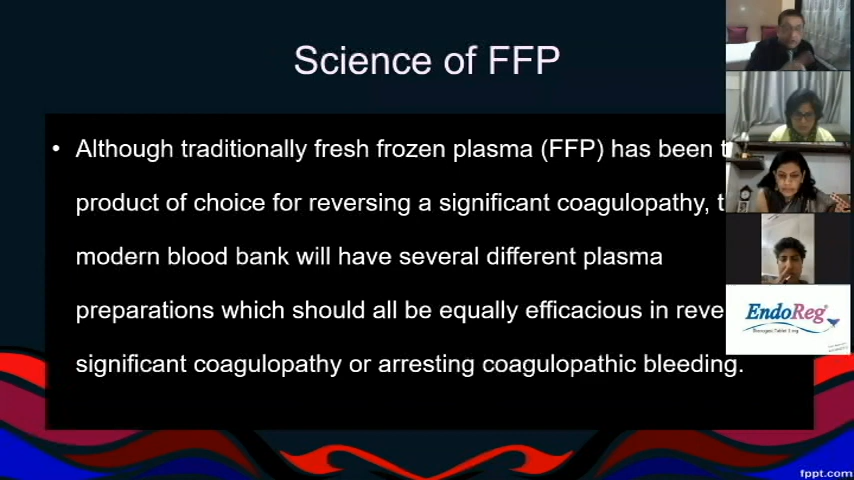 Science of FFP
• Although traditionally fresh frozen plasma (FFP) has been
product of choice for reversing a significant coagulopathy,
modern blood bank will have several different plasma
preparations which should all be equally efficacious in
significant coagulopathy or arresting coagulopathic bleeding.
EndoReg®
fppt.com